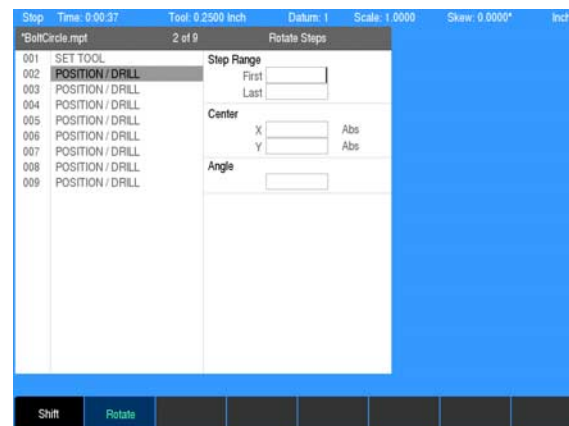 Stop Time: 0:00:37 Tool: 0.2500 Inch Datum: 1 Scale: 1.0000 Skew: 0.0000° Inch
*BoltCircle.mpt 2 of 9 Rotate Steps
001 SET TOOL
002 POSITION / DRILL
003 POSITION / DRILL
004 POSITION / DRILL
005 POSITION / DRILL
006 POSITION / DRILL
007 POSITION / DRILL
008 POSITION / DRILL
009 POSITION / DRILL
Step Range
First
Last
Center
X Abs
Y Abs
Angle
Shift Rotate